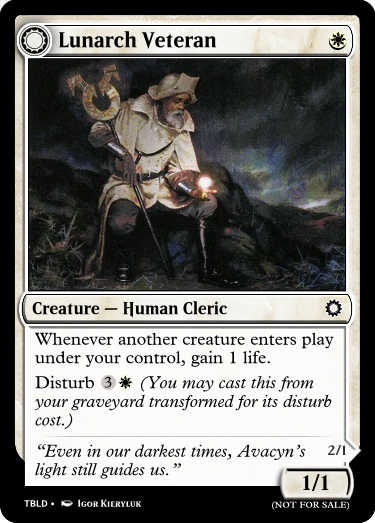 Lunarch Veteran
Creature — Human Cleric
Whenever another creature enters play
under your control, gain 1 life.
Disturb 3 (You may cast this from
your graveyard transformed for its disturb
cost.)
“Even in our darkest times, Avacyn’s
light still guides us.”
2/1
1/1
TBLD • Igor Kieryluk
(NOT FOR SALE)